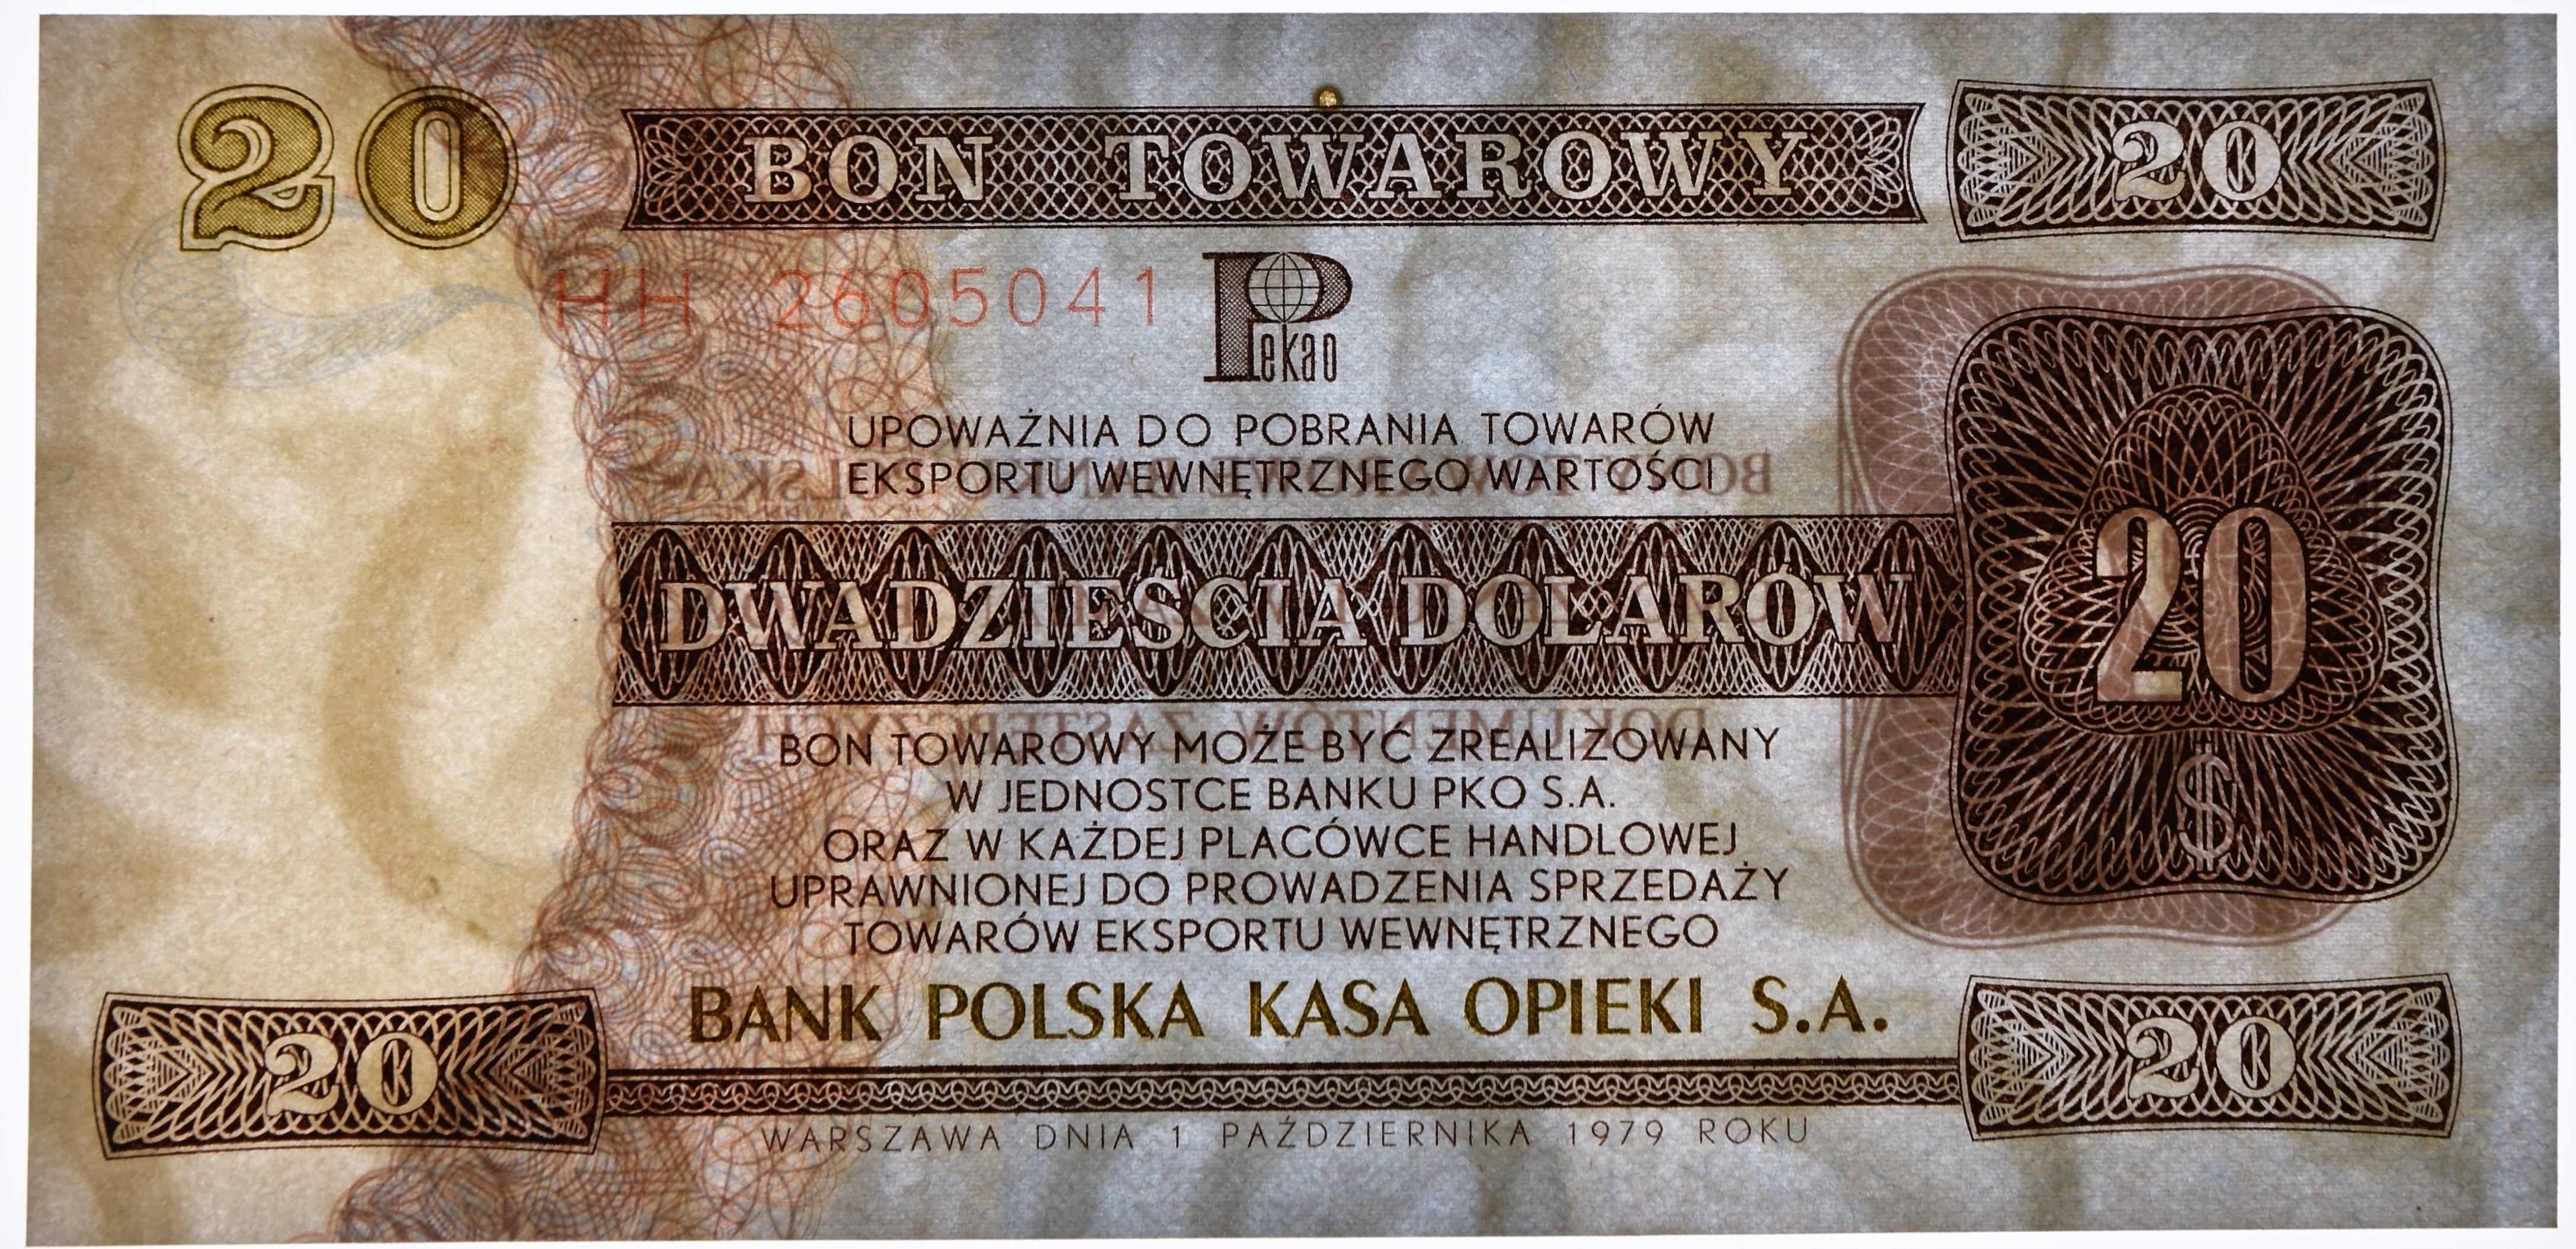 20
BON TOWAROWY
20
HH 2605041
Pekao
UPOWAŻNIA DO POBRANIA TOWARÓW
EKSPORTU WEWNĘTRZNEGO WARTOŚCI
DWADZIEŚCIA DOLARÓW
20
$
BON TOWAROWY MOŻE BYĆ ZREALIZOWANY
W JEDNOSTCE BANKU PKO S.A.
ORAZ W KAŻDEJ PLACÓWCE HANDLOWEJ
UPRAWNIONEJ DO PROWADZENIA SPRZEDAŻY
TOWARÓW EKSPORTU WEWNĘTRZNEGO
BANK POLSKA KASA OPIEKI S.A.
20
20
WARSZAWA DNIA 1 PAŹDZIERNIKA 1979 ROKU